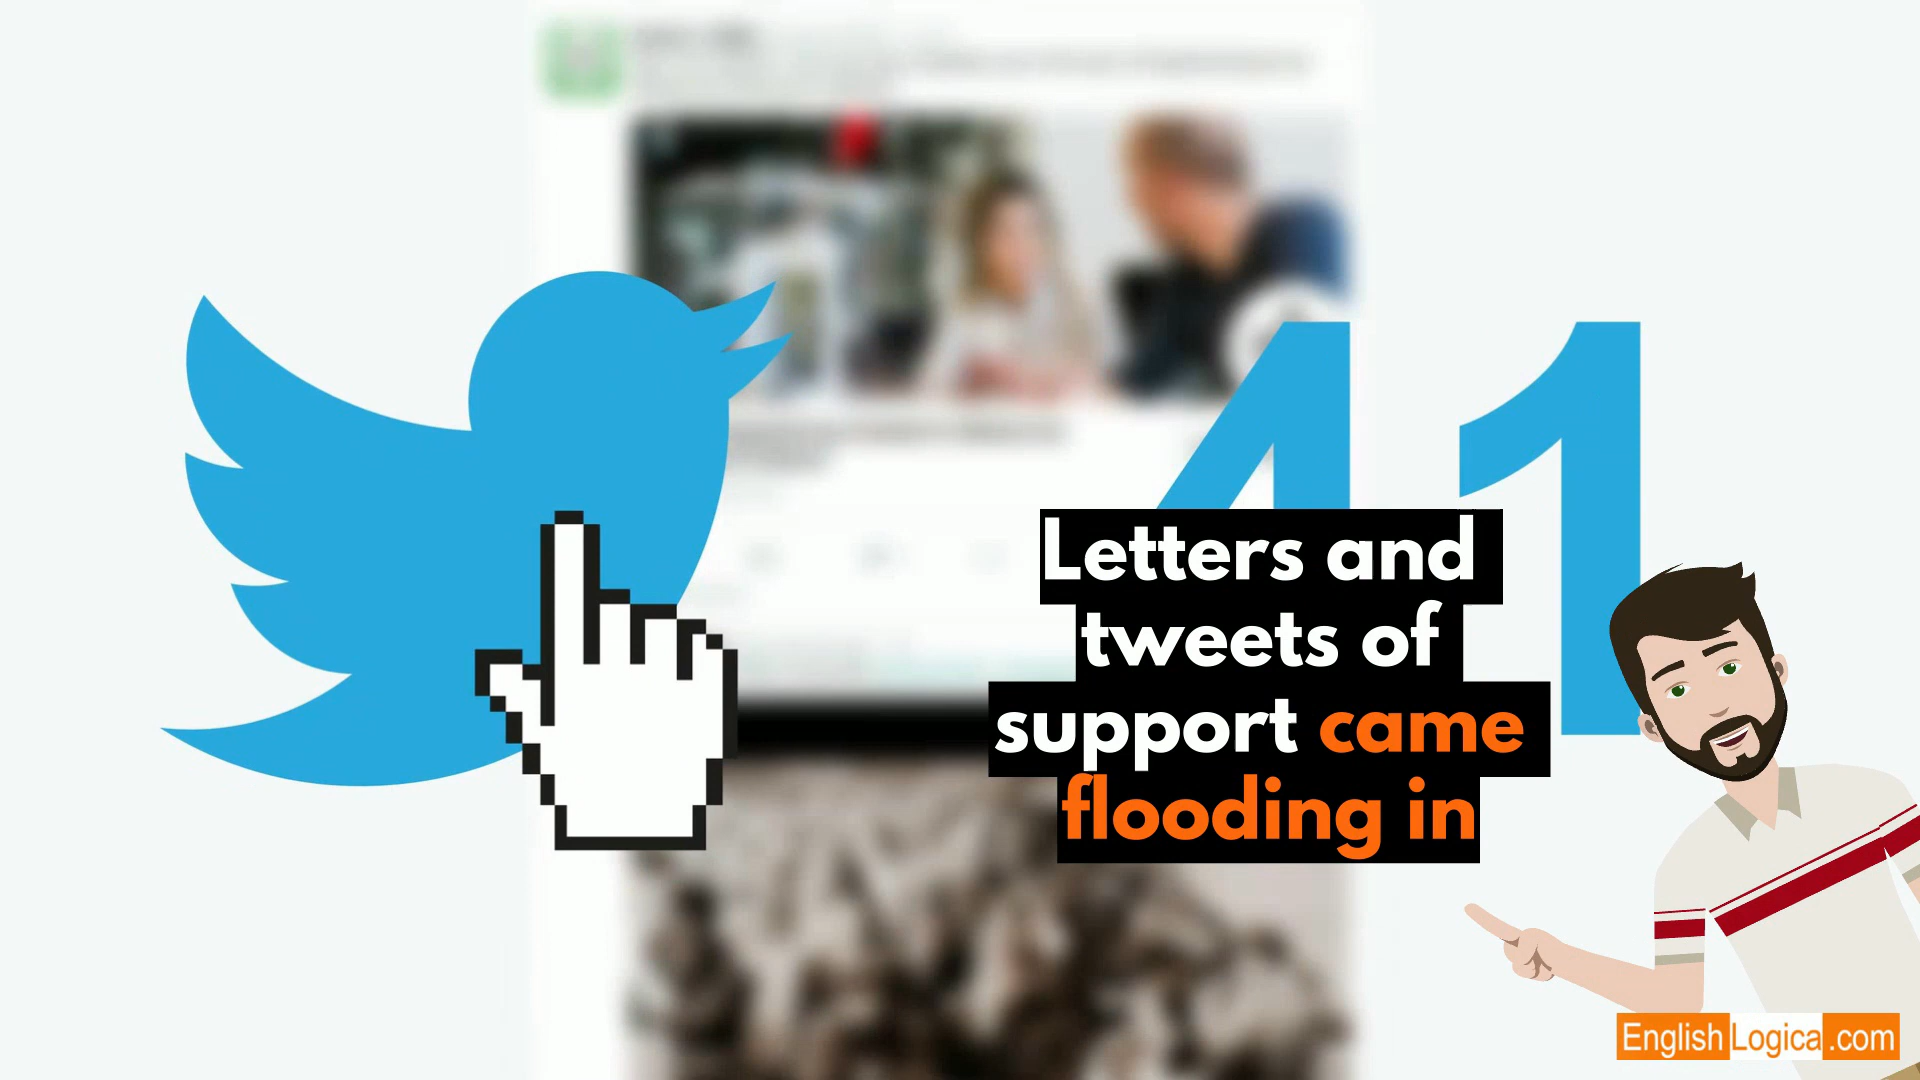 41
Letters and
tweets of
support came
flooding in
EnglishLogica.com